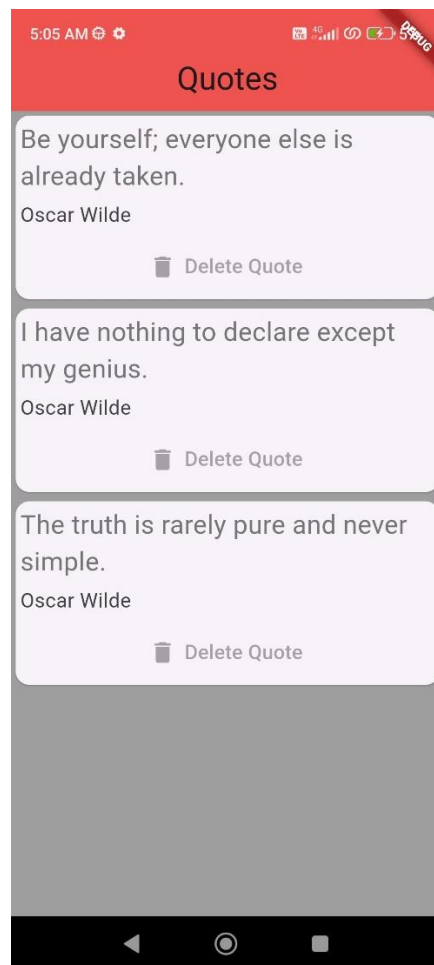 5:05 AM
4G
DEBUG
Quotes
Be yourself; everyone else is
already taken.
Oscar Wilde
Delete Quote
I have nothing to declare except
my genius.
Oscar Wilde
Delete Quote
The truth is rarely pure and never
simple.
Oscar Wilde
Delete Quote